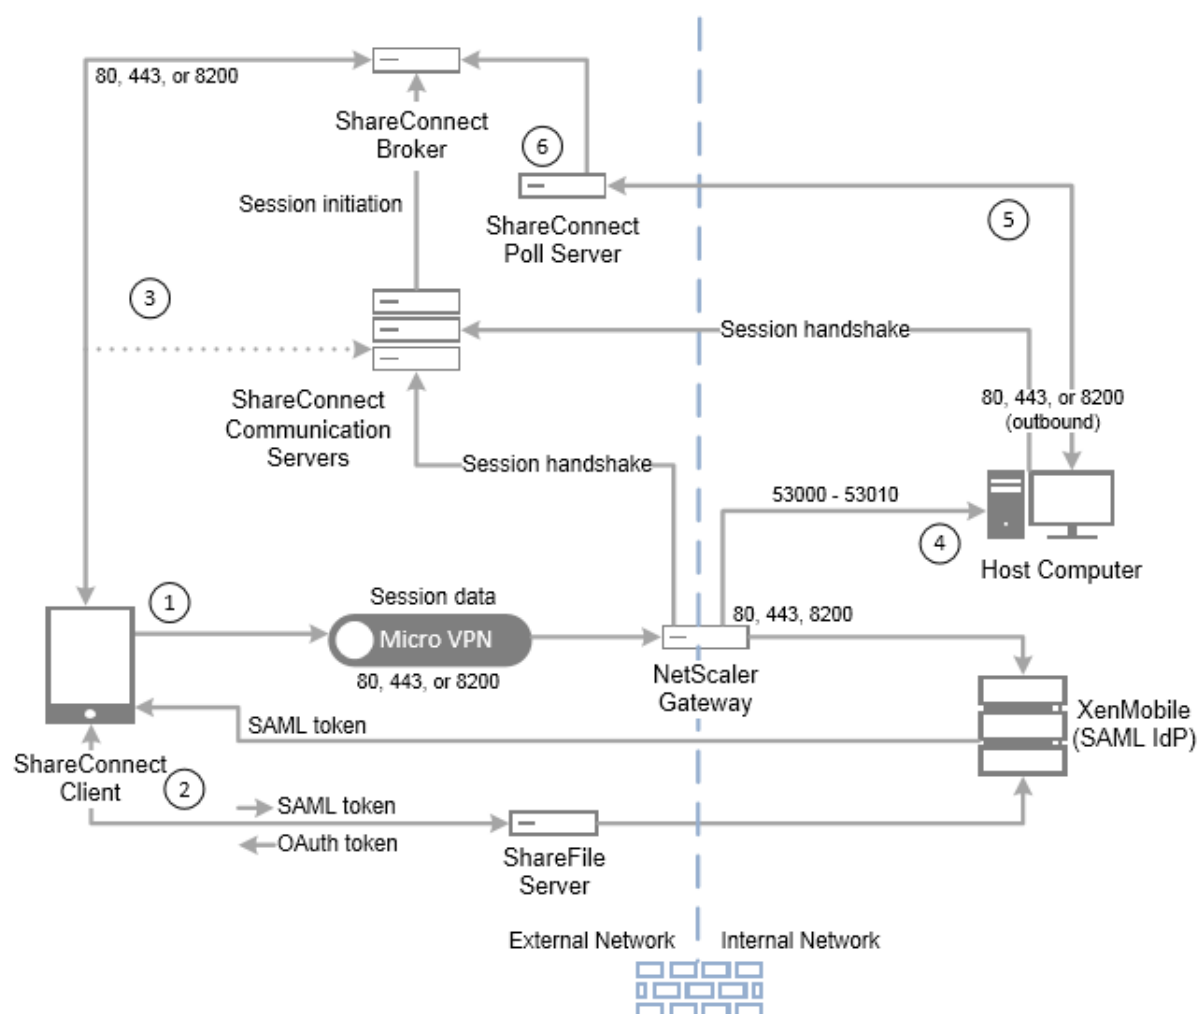 80, 443, or 8200
ShareConnect
Broker
6
Session initiation
ShareConnect
Poll Server
5
3
Session handshake
ShareConnect
Communication
Servers
80, 443, or 8200
(outbound)
Session handshake
53000 - 53010
4
Host Computer
1
Session data
Micro VPN
80, 443, or 8200
80, 443, 8200
NetScaler
Gateway
SAML token
XenMobile
(SAML IdP)
ShareConnect
Client
2
SAML token
OAuth token
ShareFile
Server
External Network
Internal Network